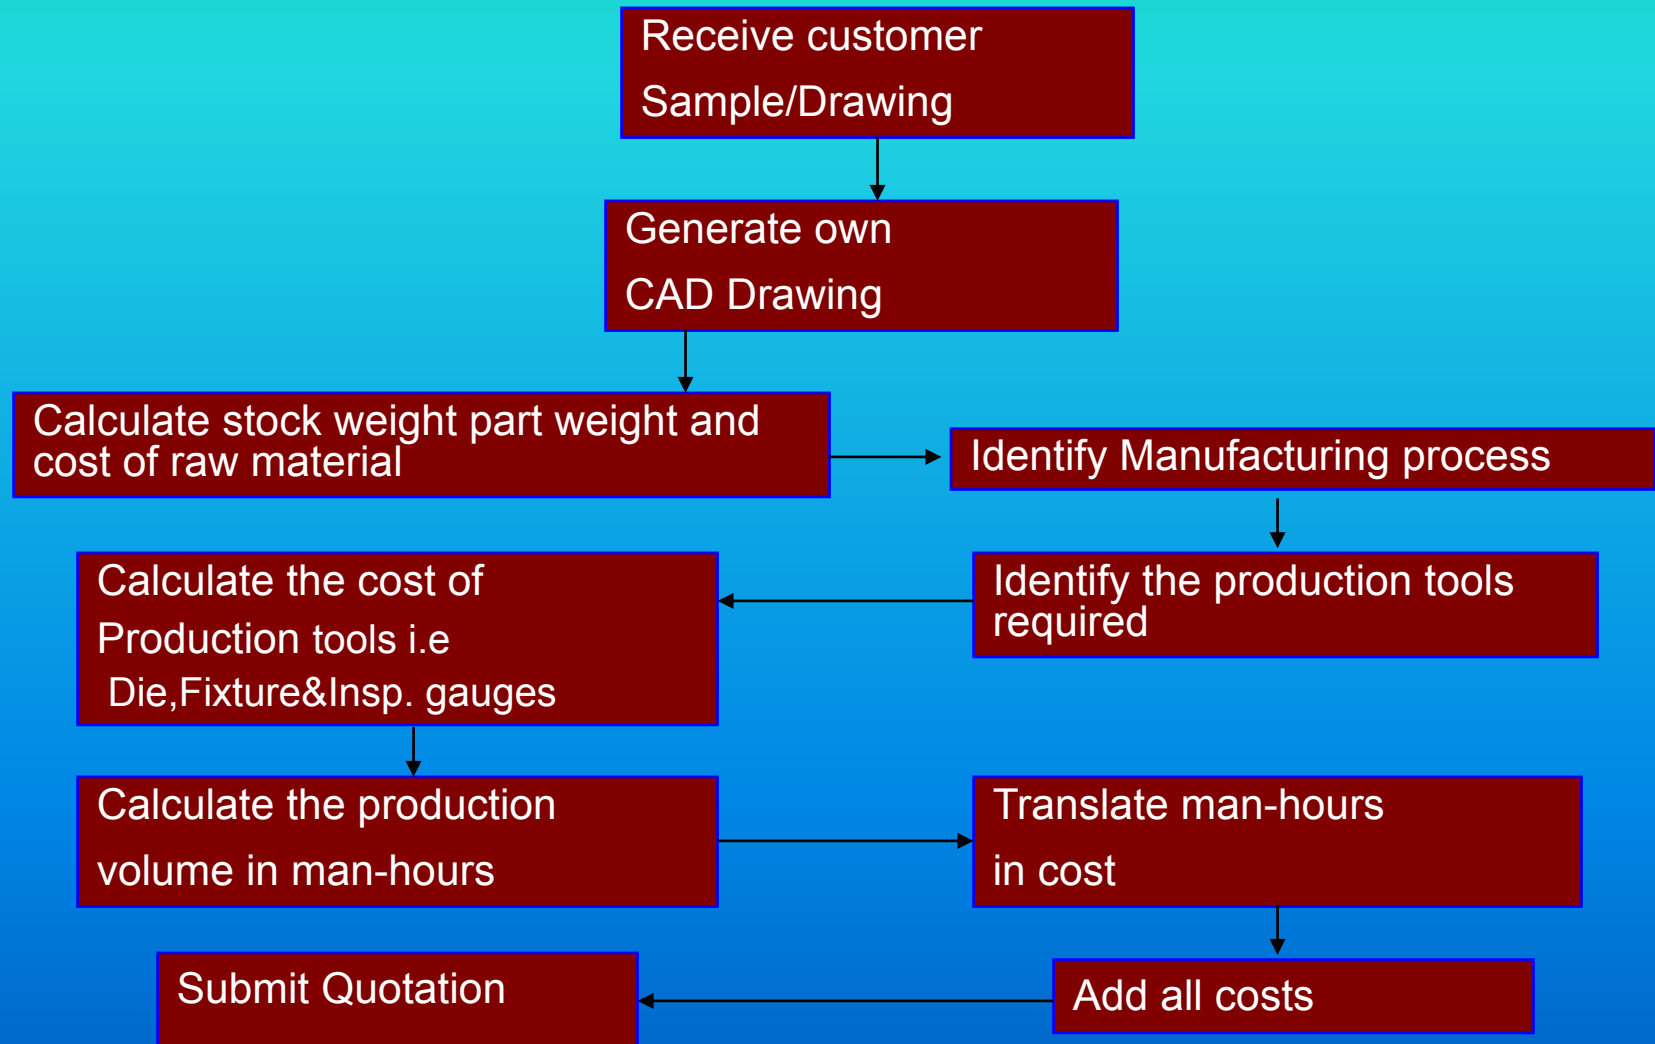 Receive customer
Sample/Drawing
Generate own
CAD Drawing
Calculate stock weight part weight and
cost of raw material
Identify Manufacturing process
Identify the production tools
required
Calculate the cost of
Production tools i.e
Die,Fixture&Insp. gauges
Calculate the production
volume in man-hours
Translate man-hours
in cost
Add all costs
Submit Quotation